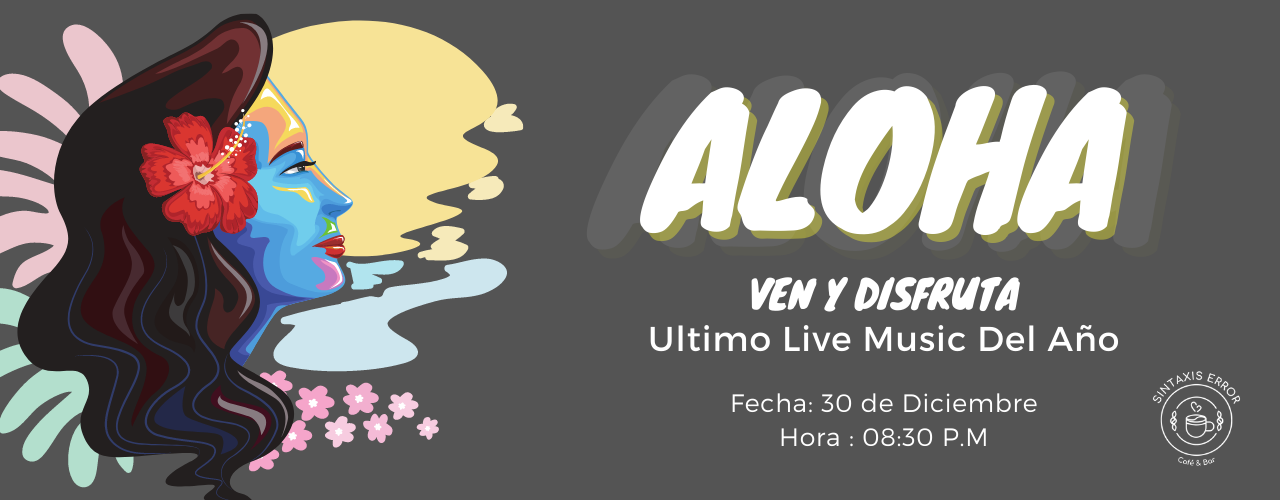 ALOHA
VEN Y DISFRUTA
Ultimo Live Music Del Año
Fecha: 30 de Diciembre
Hora : 08:30 P.M
SINTAXIS ERROR
Café & Bar